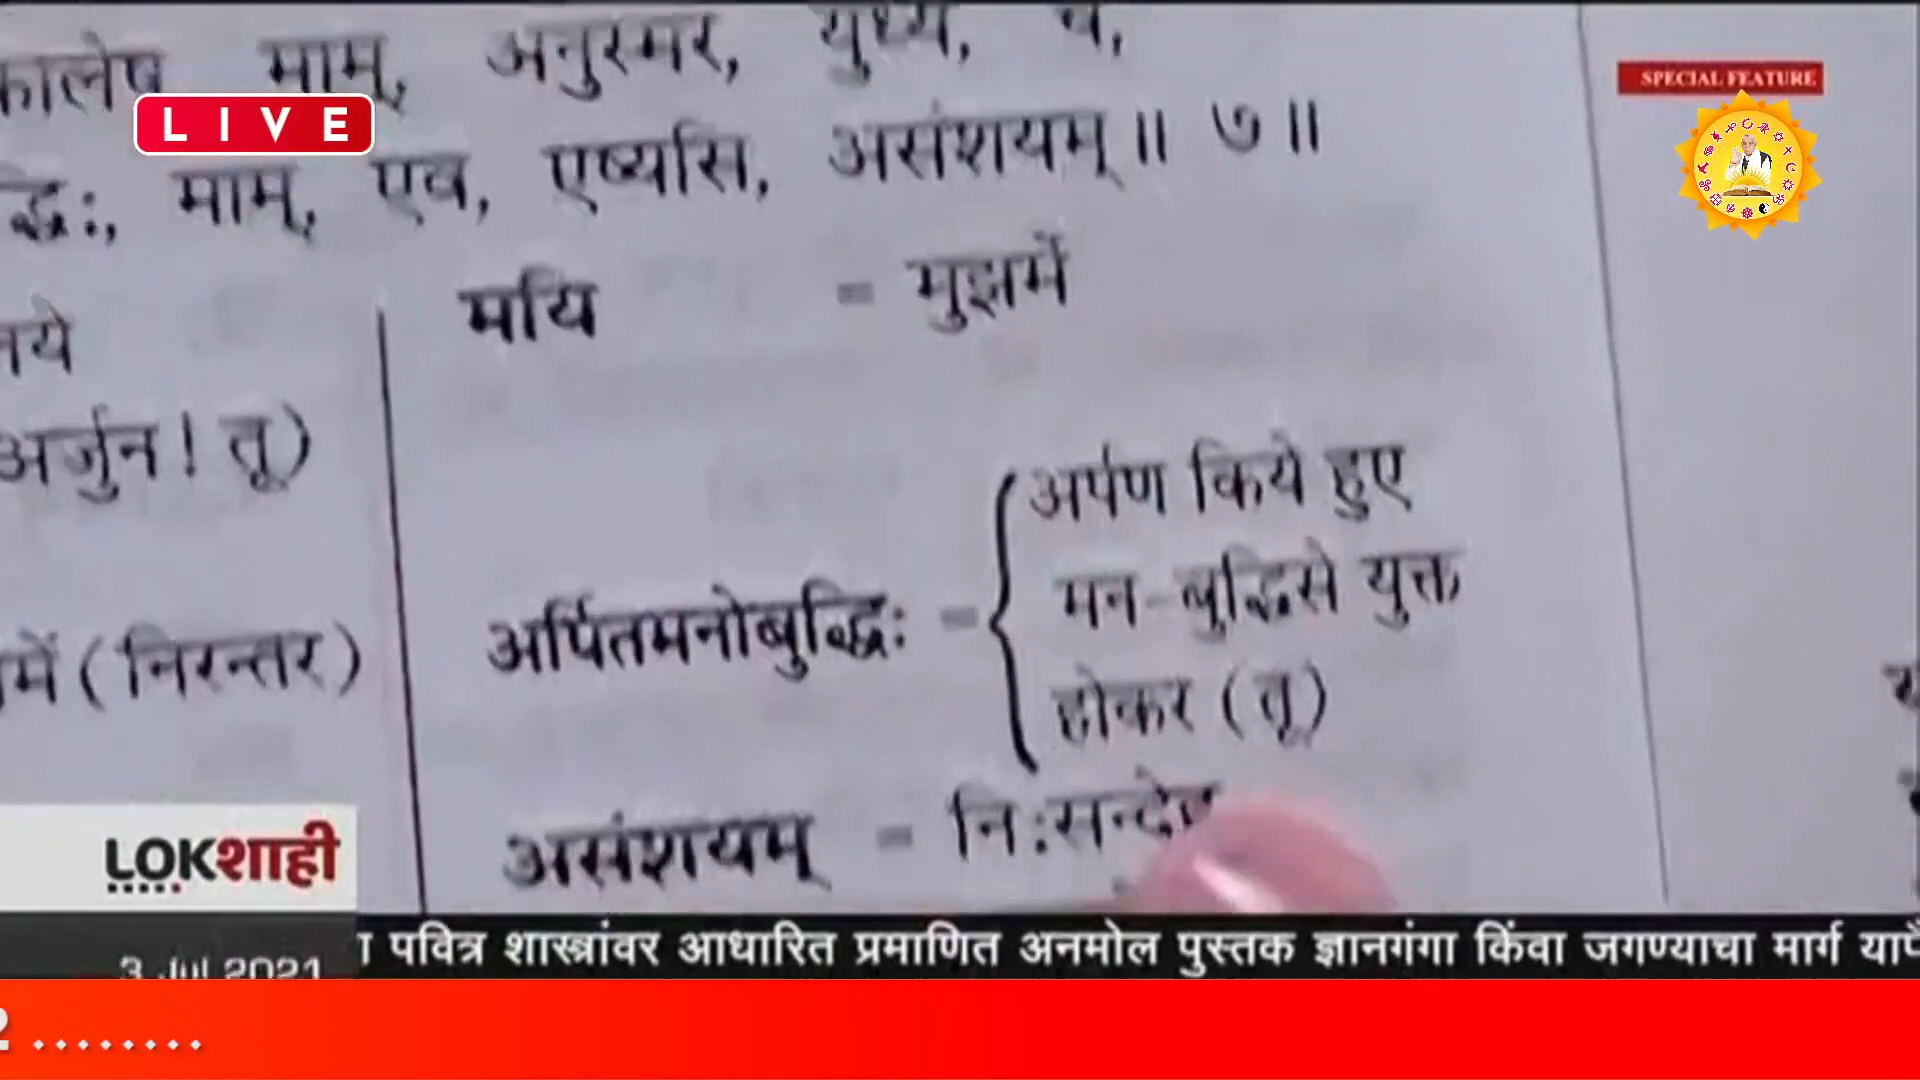 कालेषु माम्, अनुस्मर, युध्य, च,
LIVE
SPECIAL FEATURE
द्धिः, माम्, एव, एष्यसि, असंशयम्॥ ७॥
मयि = मुझमें
अर्जुन! तू)
अर्पण किये हुए
अर्पितमनोबुद्धिः = मन-बुद्धिसे युक्त
में (निरन्तर)
होकर (तू)
असंशयम् = नि:सन्देह
LOKशाही
पवित्र शास्त्रांवर आधारित प्रमाणित अनमोल पुस्तक ज्ञानगंगा किंवा जगण्याचा मार्ग
3 Jul 2021